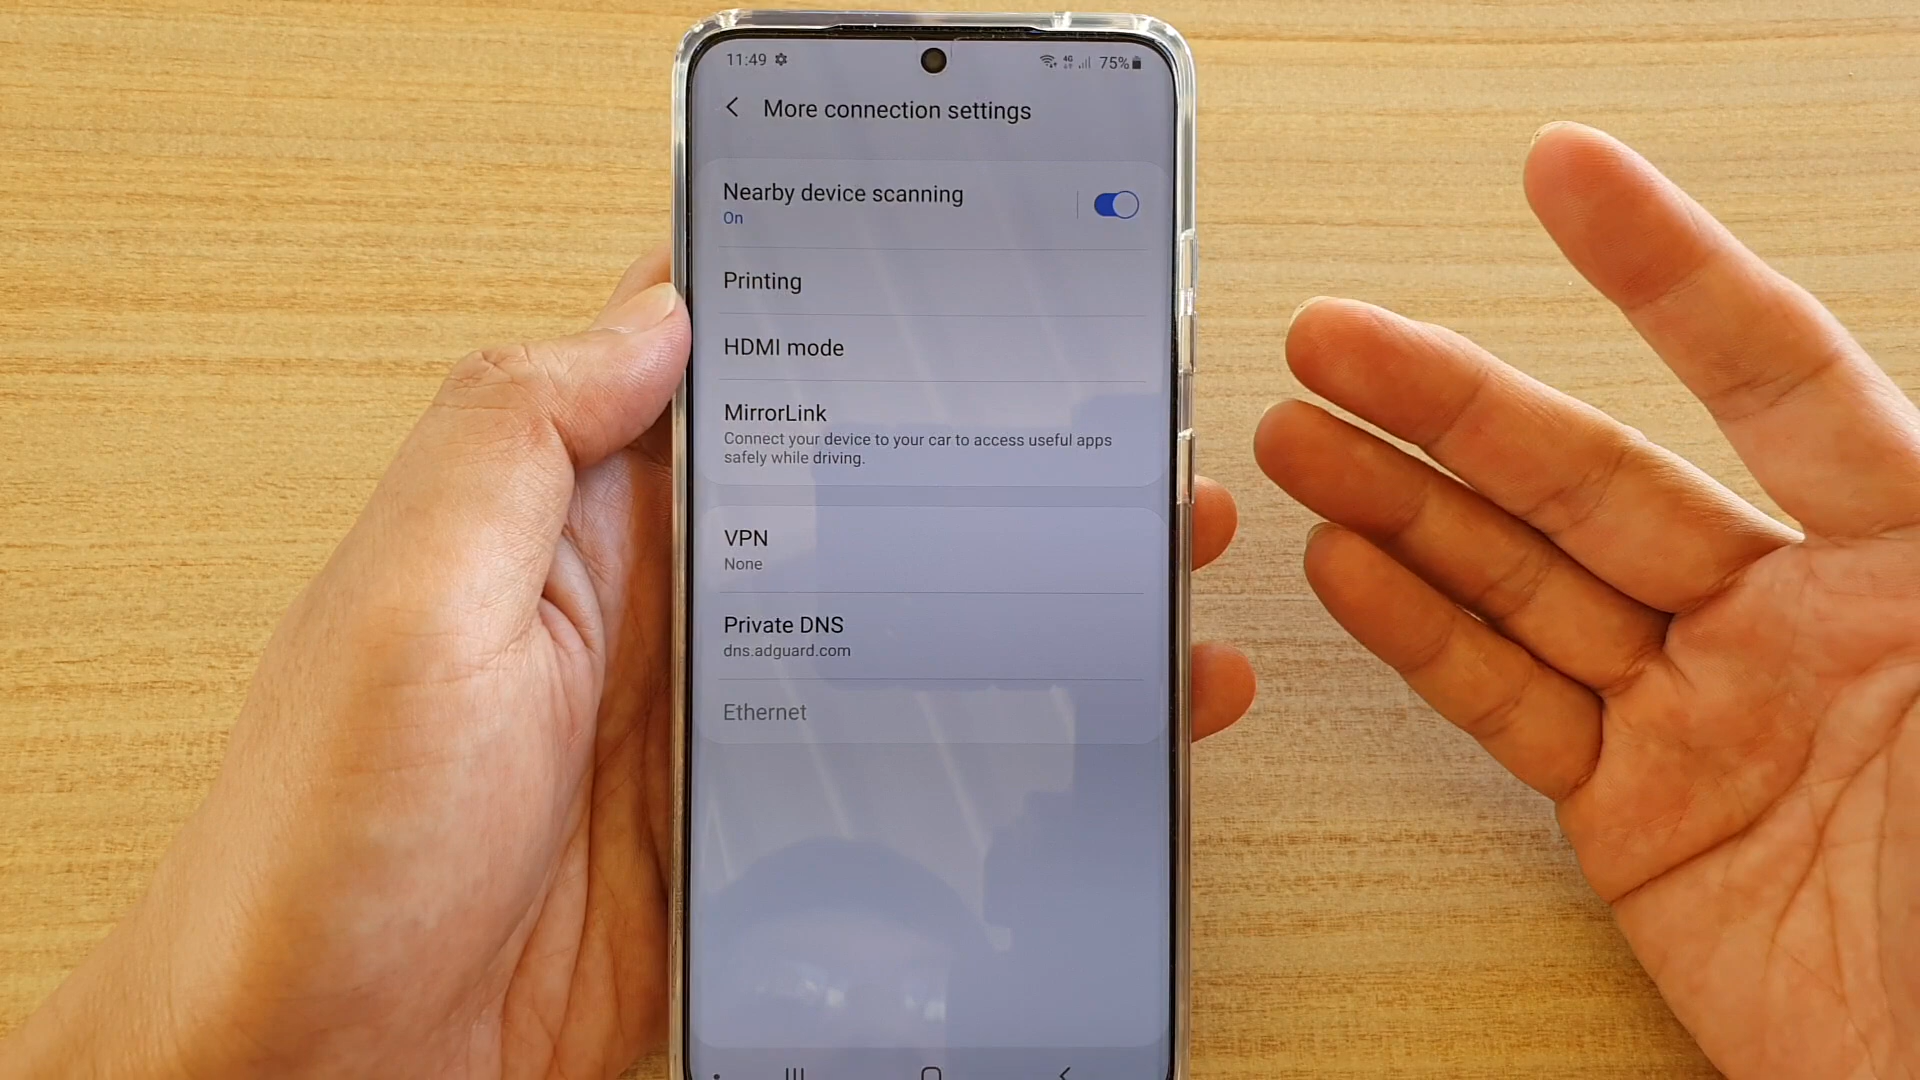 11:49
4G
75%
More connection settings
Nearby device scanning
On
Printing
HDMI mode
MirrorLink
Connect your device to your car to access useful apps
safely while driving.
VPN
None
Private DNS
dns.adguard.com
Ethernet